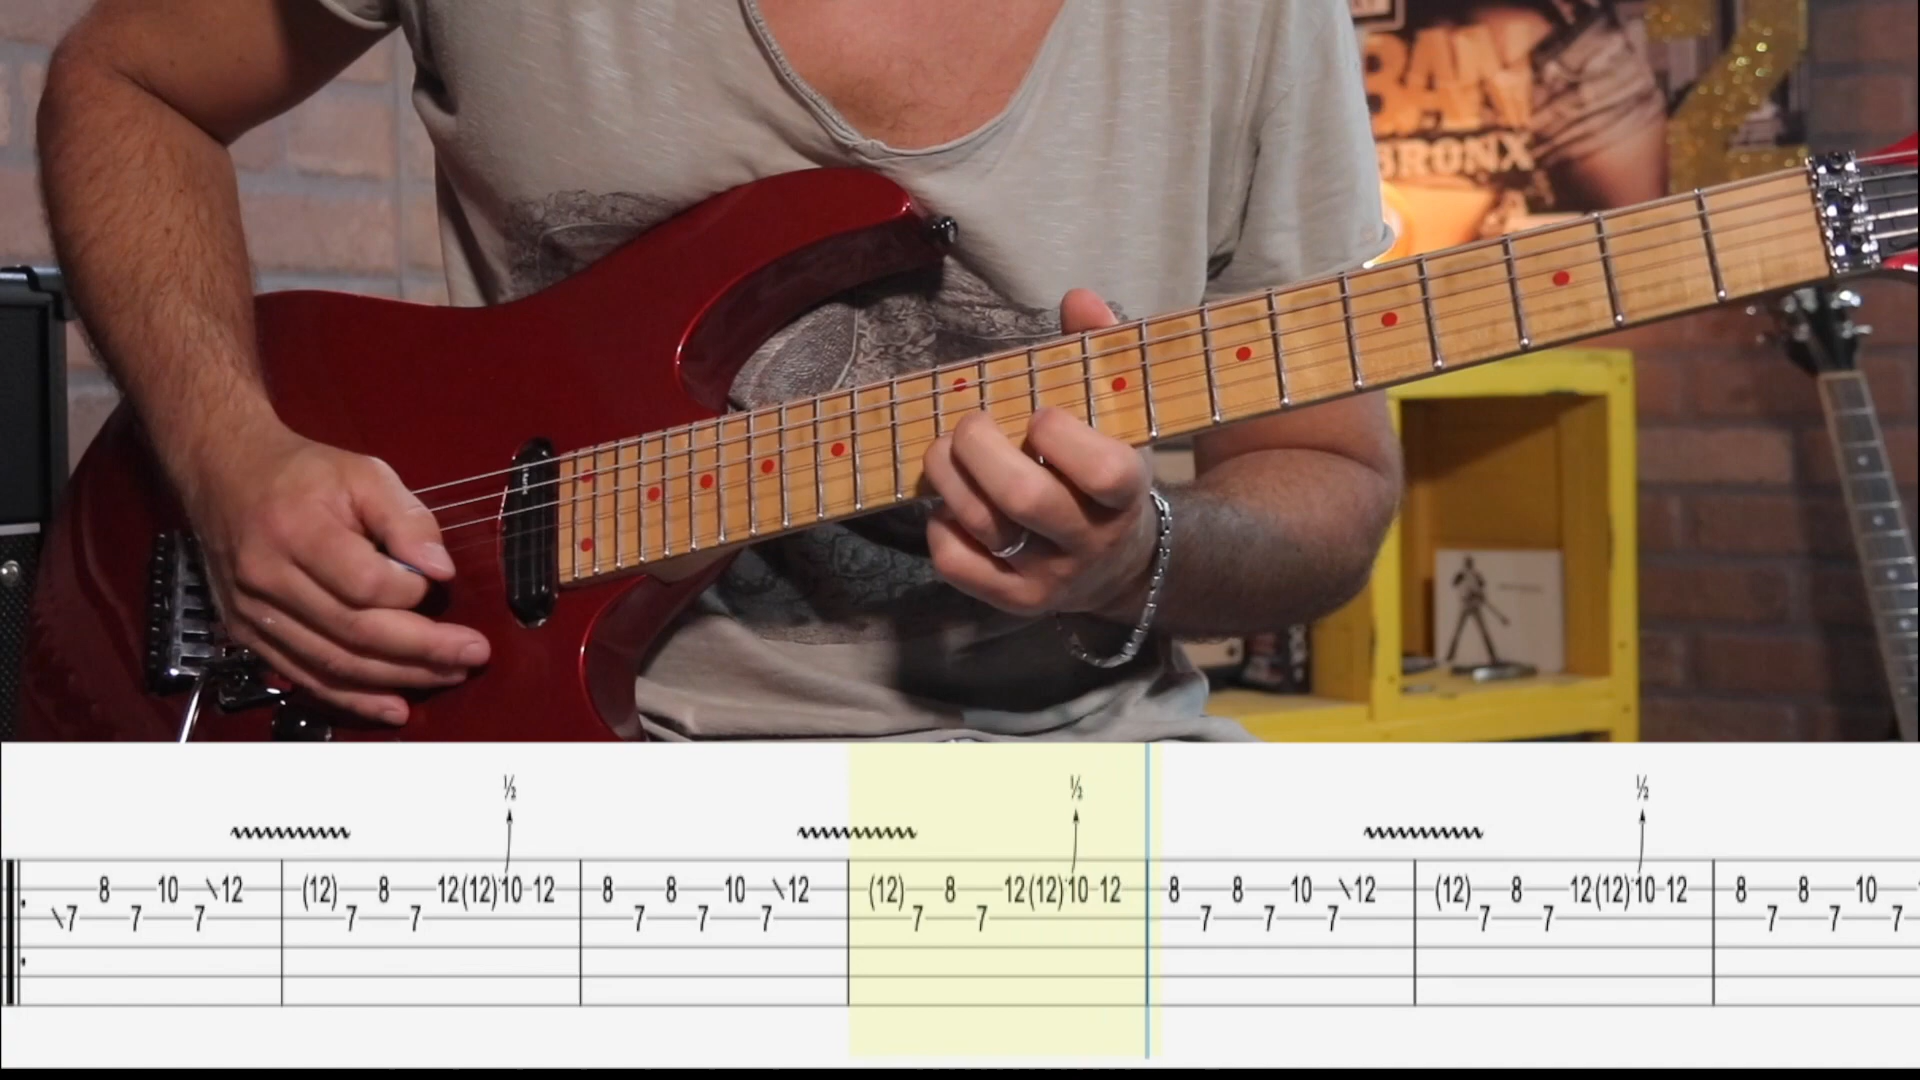 BAN
BRONX
½ ½ ½
8 10 \12 (12) 8 12(12)10 12 8 8 10 \12 (12) 8 12(12)10 12 8 8 10 \12 (12) 8 12(12)10 12 8 8 10
\7 7 7 7 7 7 7 7 7 7 7 7 7 7 7 7 7 7